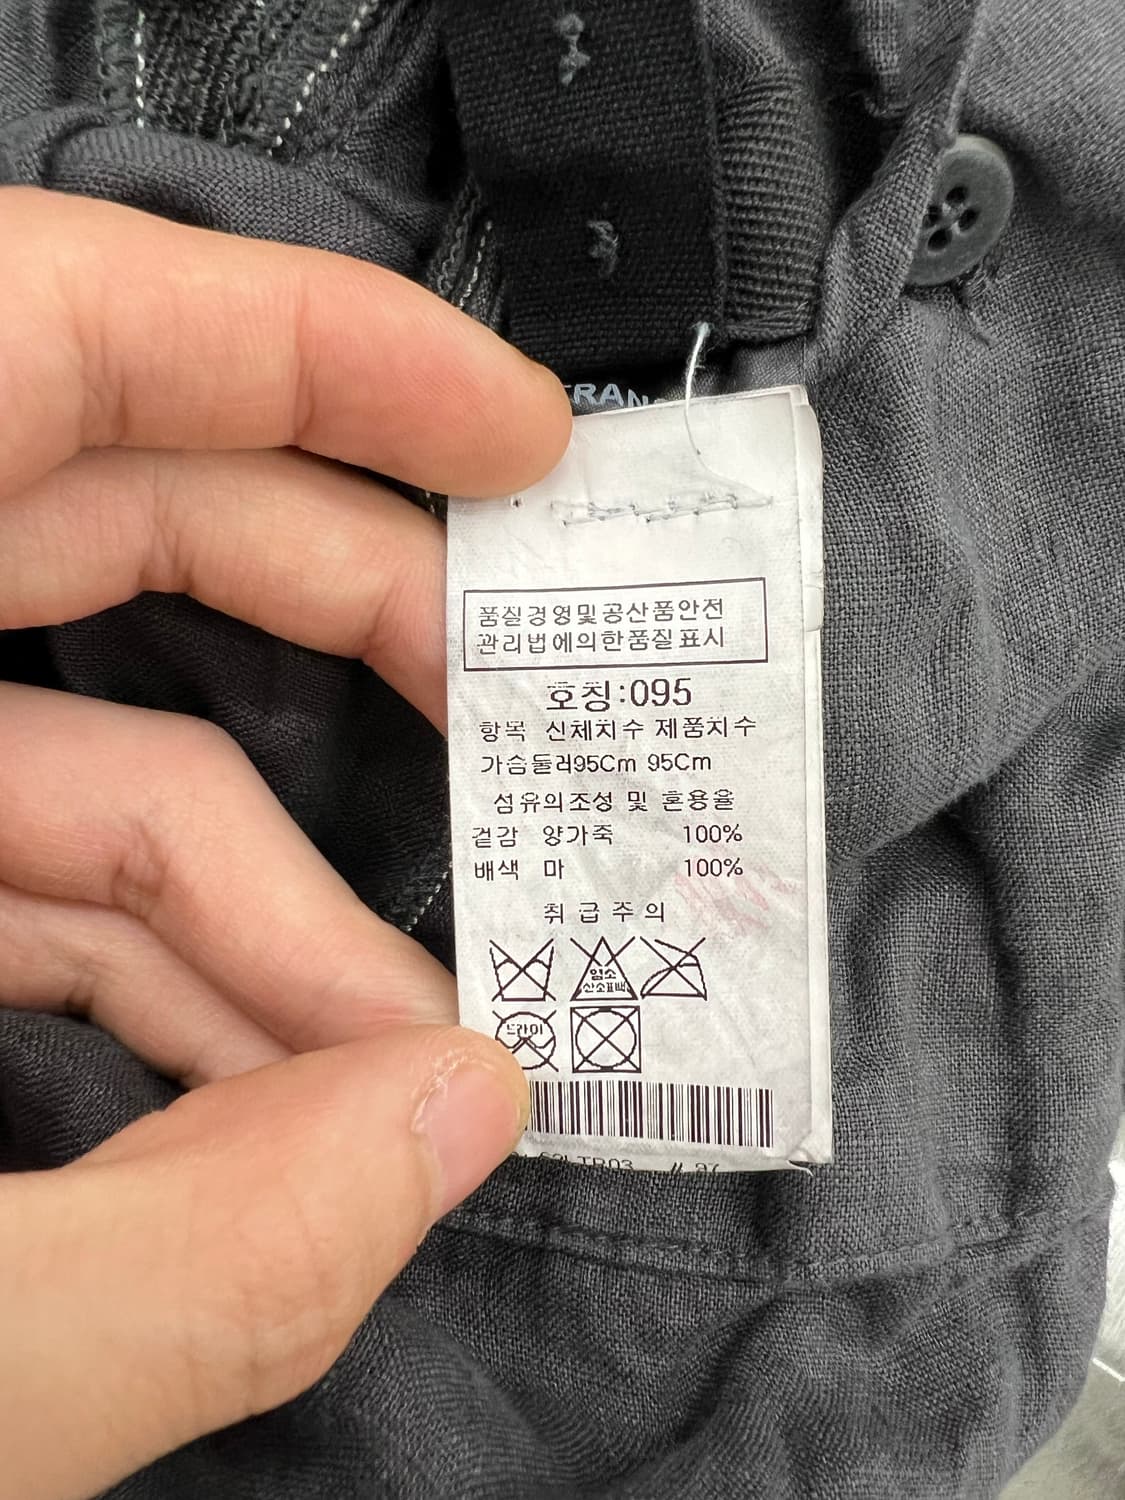 FRAN
품질경영및공산품안전
관리법에의한품질표시
호칭:095
항목 신체치수 제품치수
가슴둘레95Cm 95Cm
섬유의조성 및 혼용율
겉감 양가죽 100%
배색 마 100%
취급주의
염소
산소표백
드라이